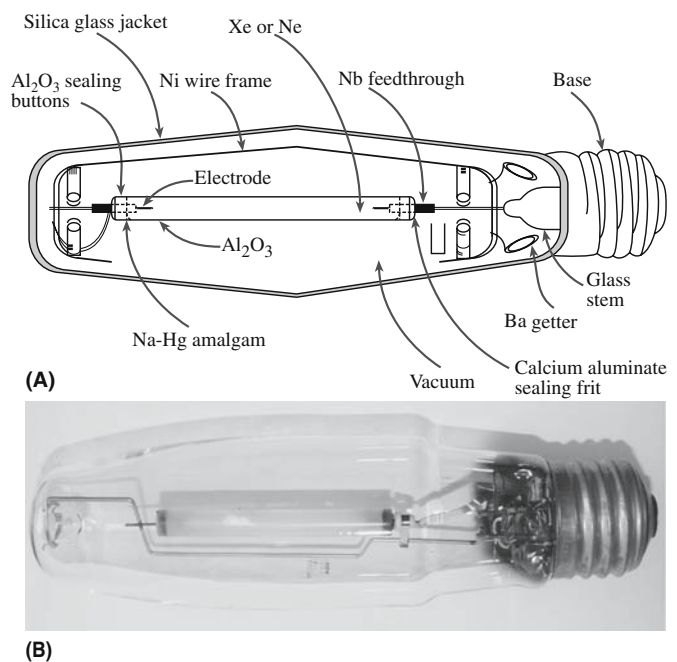 Silica glass jacket
Xe or Ne
Al₂O₃ sealing
buttons
Ni wire frame
Nb feedthrough
Base
Electrode
Al₂O₃
Glass
stem
Ba getter
Na-Hg amalgam
Vacuum
Calcium aluminate
sealing frit
(A)
(B)